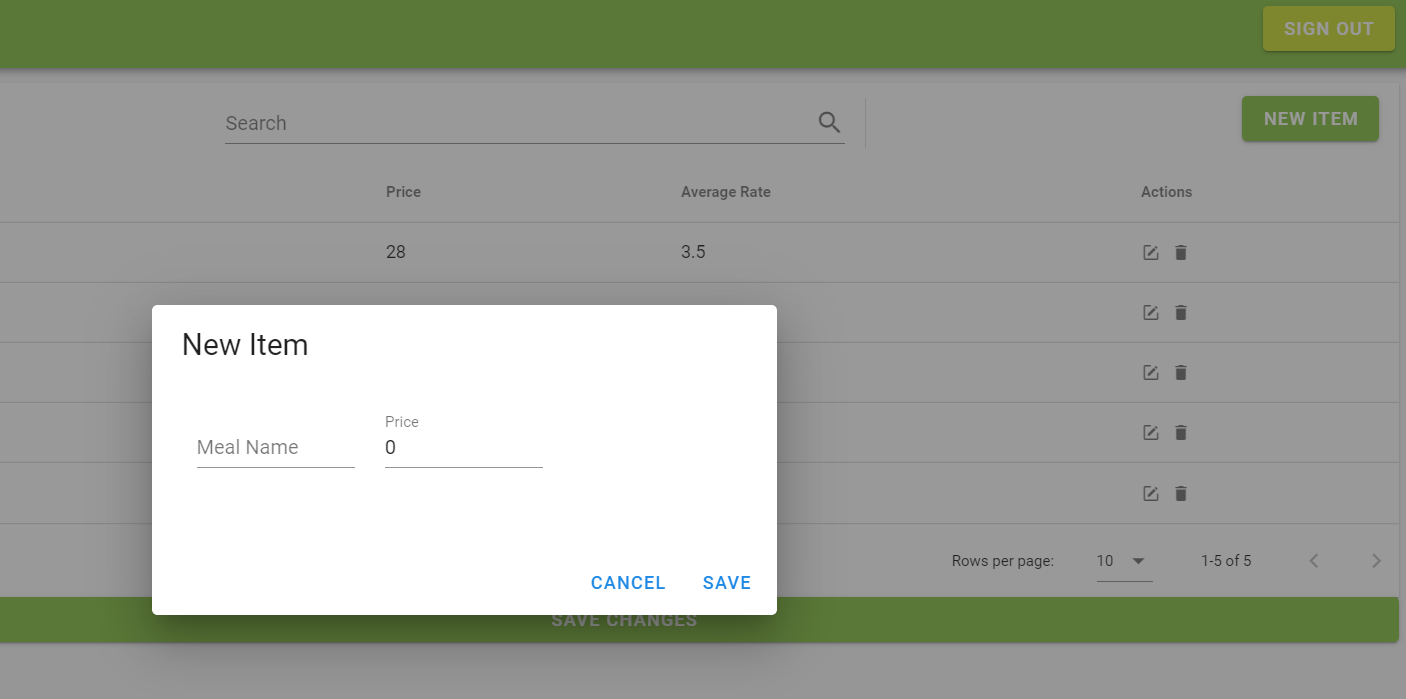 SIGN OUT
Search
NEW ITEM
Price Average Rate Actions
28 3.5
New Item
Price
Meal Name 0
Rows per page: 10 1-5 of 5
CANCEL SAVE
SAVE CHANGES